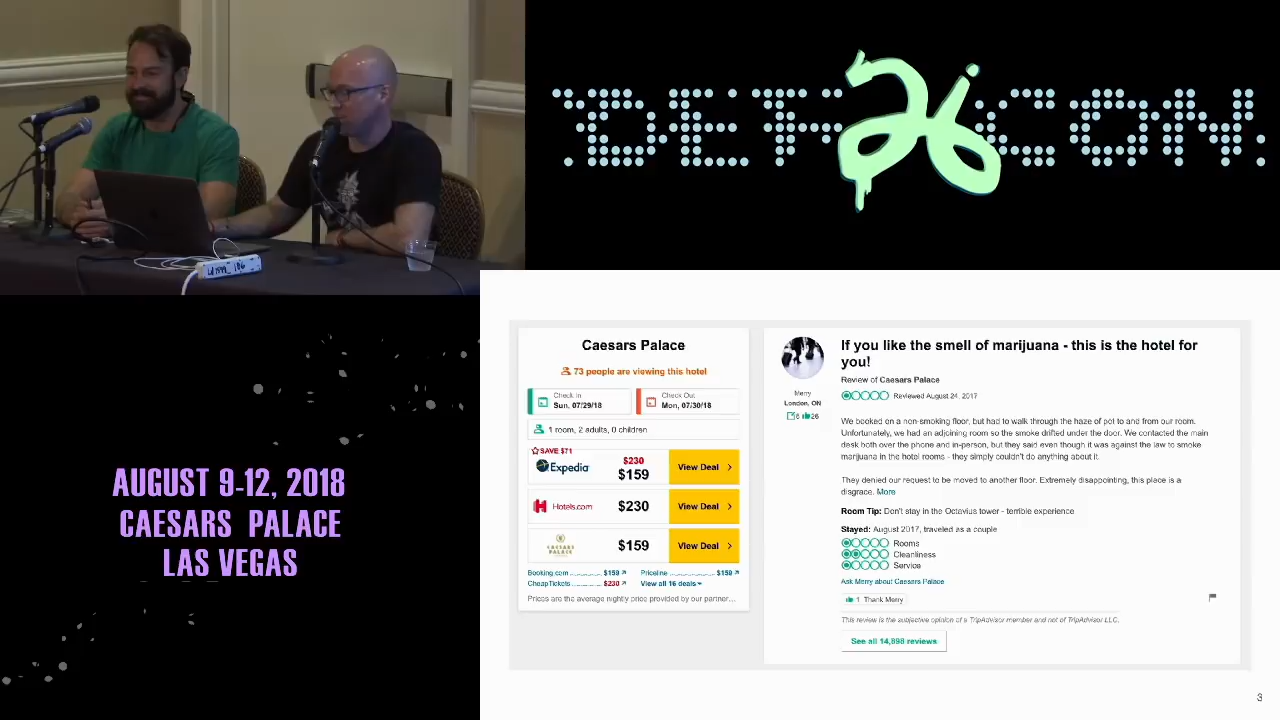 DEF 26 CON
AUGUST 9-12, 2018
CAESARS PALACE
LAS VEGAS
Caesars Palace
73 people are viewing this hotel
Check In
Sun, 07/29/18
Check Out
Mon, 07/30/18
1 room, 2 adults, 0 children
SAVE $71
Expedia
$230
$159
View Deal
Hotels.com
$230
View Deal
CAESARS
PALACE
$159
View Deal
Booking.com $159
Priceline $159
CheapTickets $230
View all 16 deals
Prices are the average nightly price provided by our partner...
If you like the smell of marijuana - this is the hotel for
you!
Review of Caesars Palace
Reviewed August 24, 2017
Merry
London, ON
6 26
We booked on a non-smoking floor, but had to walk through the haze of pot to and from our room.
Unfortunately, we had an adjoining room so the smoke drifted under the door. We contacted the main
desk both over the phone and in-person, but they said even though it was against the law to smoke
marijuana in the hotel rooms - they simply couldn't do anything about it.
They denied our request to be moved to another floor. Extremely disappointing, this place is a
disgrace. More
Room Tip: Don't stay in the Octavius tower - terrible experience
Stayed: August 2017, traveled as a couple
Rooms
Cleanliness
Service
Ask Merry about Caesars Palace
1 Thank Merry
This review is the subjective opinion of a TripAdvisor member and not of TripAdvisor LLC.
See all 14,898 reviews
3